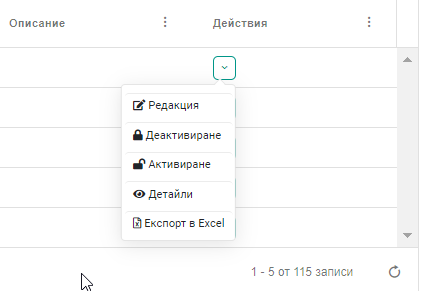 Описание
Действия
Редакция
Деактивиране
Активиране
Детайли
Експорт в Excel
1 - 5 от 115 записи